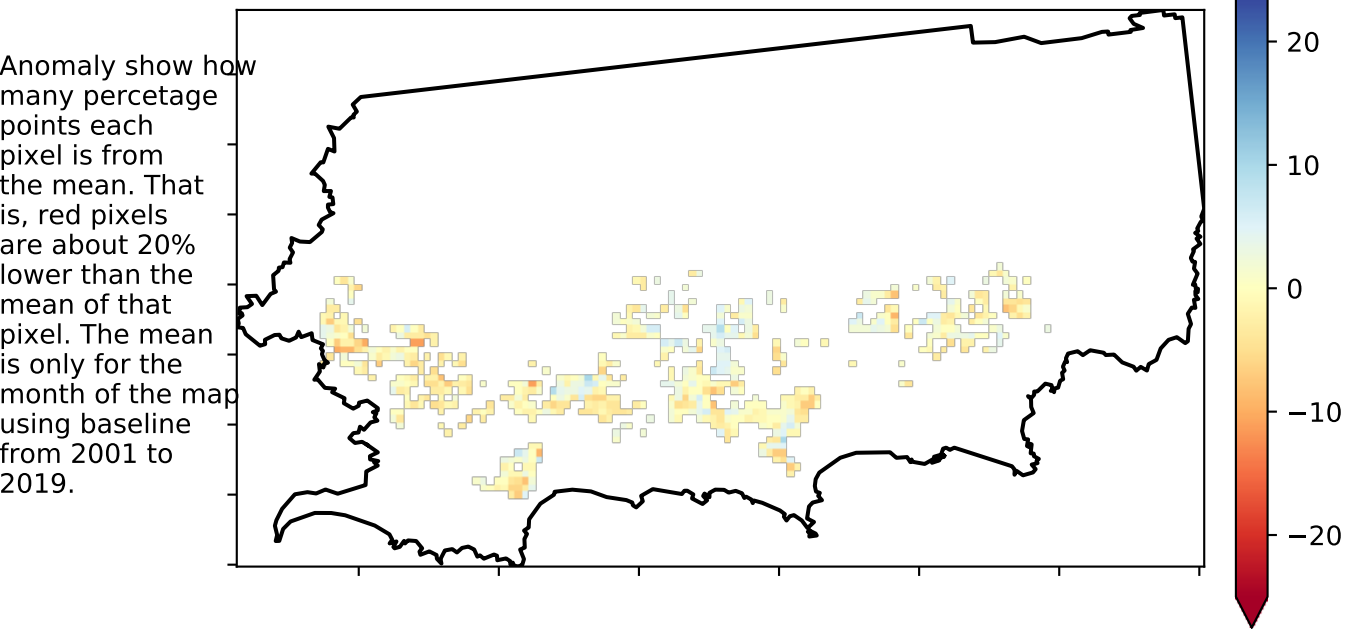 Anomaly show how
many percetage
points each
pixel is from
the mean. That
is, red pixels
are about 20%
lower than the
mean of that
pixel. The mean
is only for the
month of the map
using baseline
from 2001 to
2019.
20
10
0
−10
−20